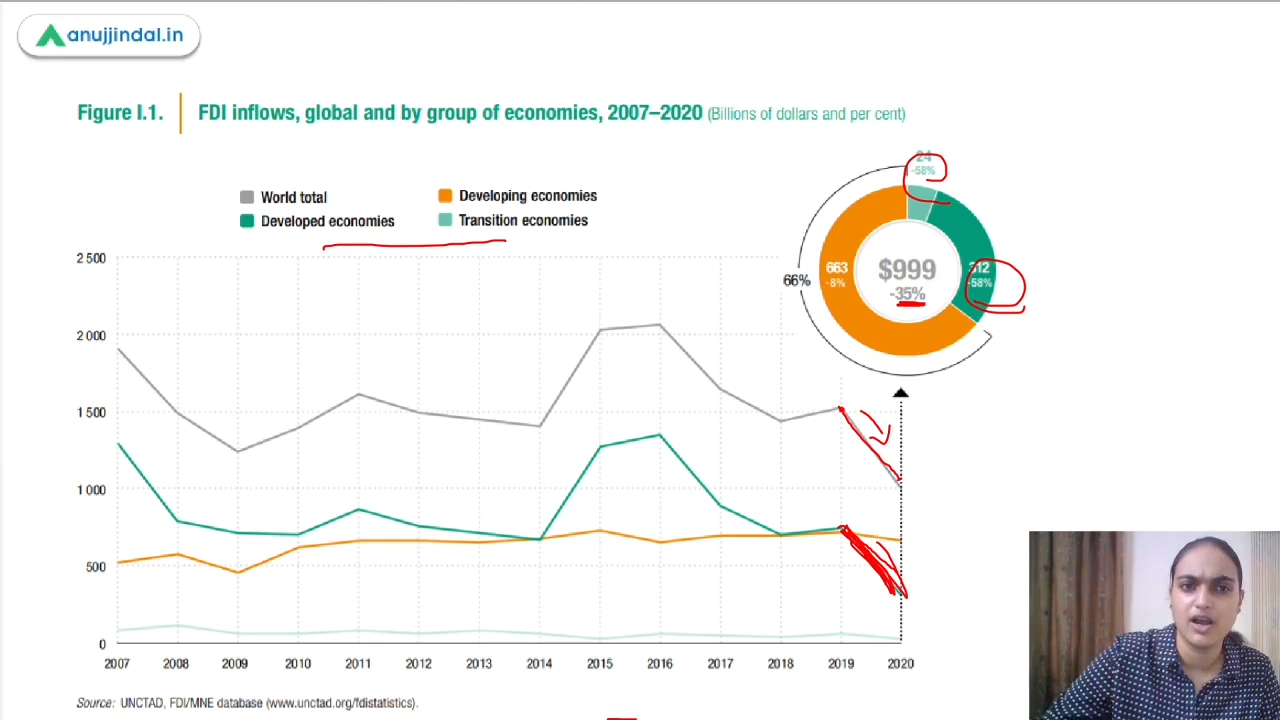 anujjindal.in
Figure I.1. FDI inflows, global and by group of economies, 2007–2020 (Billions of dollars and per cent)
World total
Developing economies
Developed economies
Transition economies
24
-58%
312
-58%
663
-8%
$999
-35%
66%
2 500
2 000
1 500
1 000
500
0
2007 2008 2009 2010 2011 2012 2013 2014 2015 2016 2017 2018 2019 2020
Source: UNCTAD, FDI/MNE database (www.unctad.org/fdistatistics).